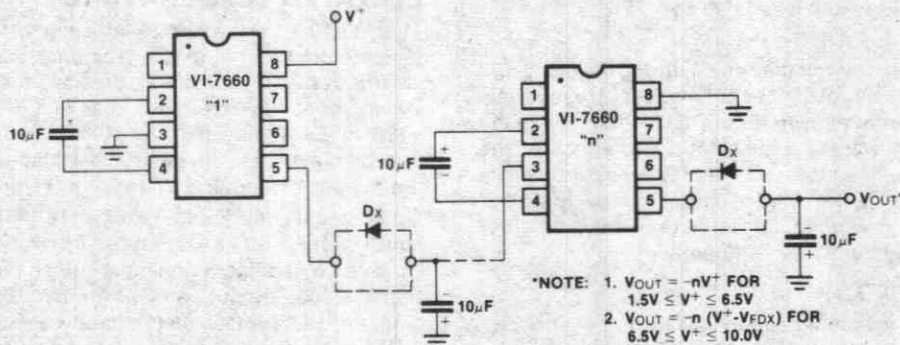 V+
1
2
3
4
VI-7660
"1"
8
7
6
5
10µF
+
DX
-
+
10µF
1
2
3
4
VI-7660
"n"
8
7
6
5
10µF
+
-
DX
VOUT*
-
+
10µF
*NOTE: 1. VOUT = -nV+ FOR
1.5V ≤ V+ ≤ 6.5V
2. VOUT = -n (V+-VFDX) FOR
6.5V ≤ V+ ≤ 10.0V